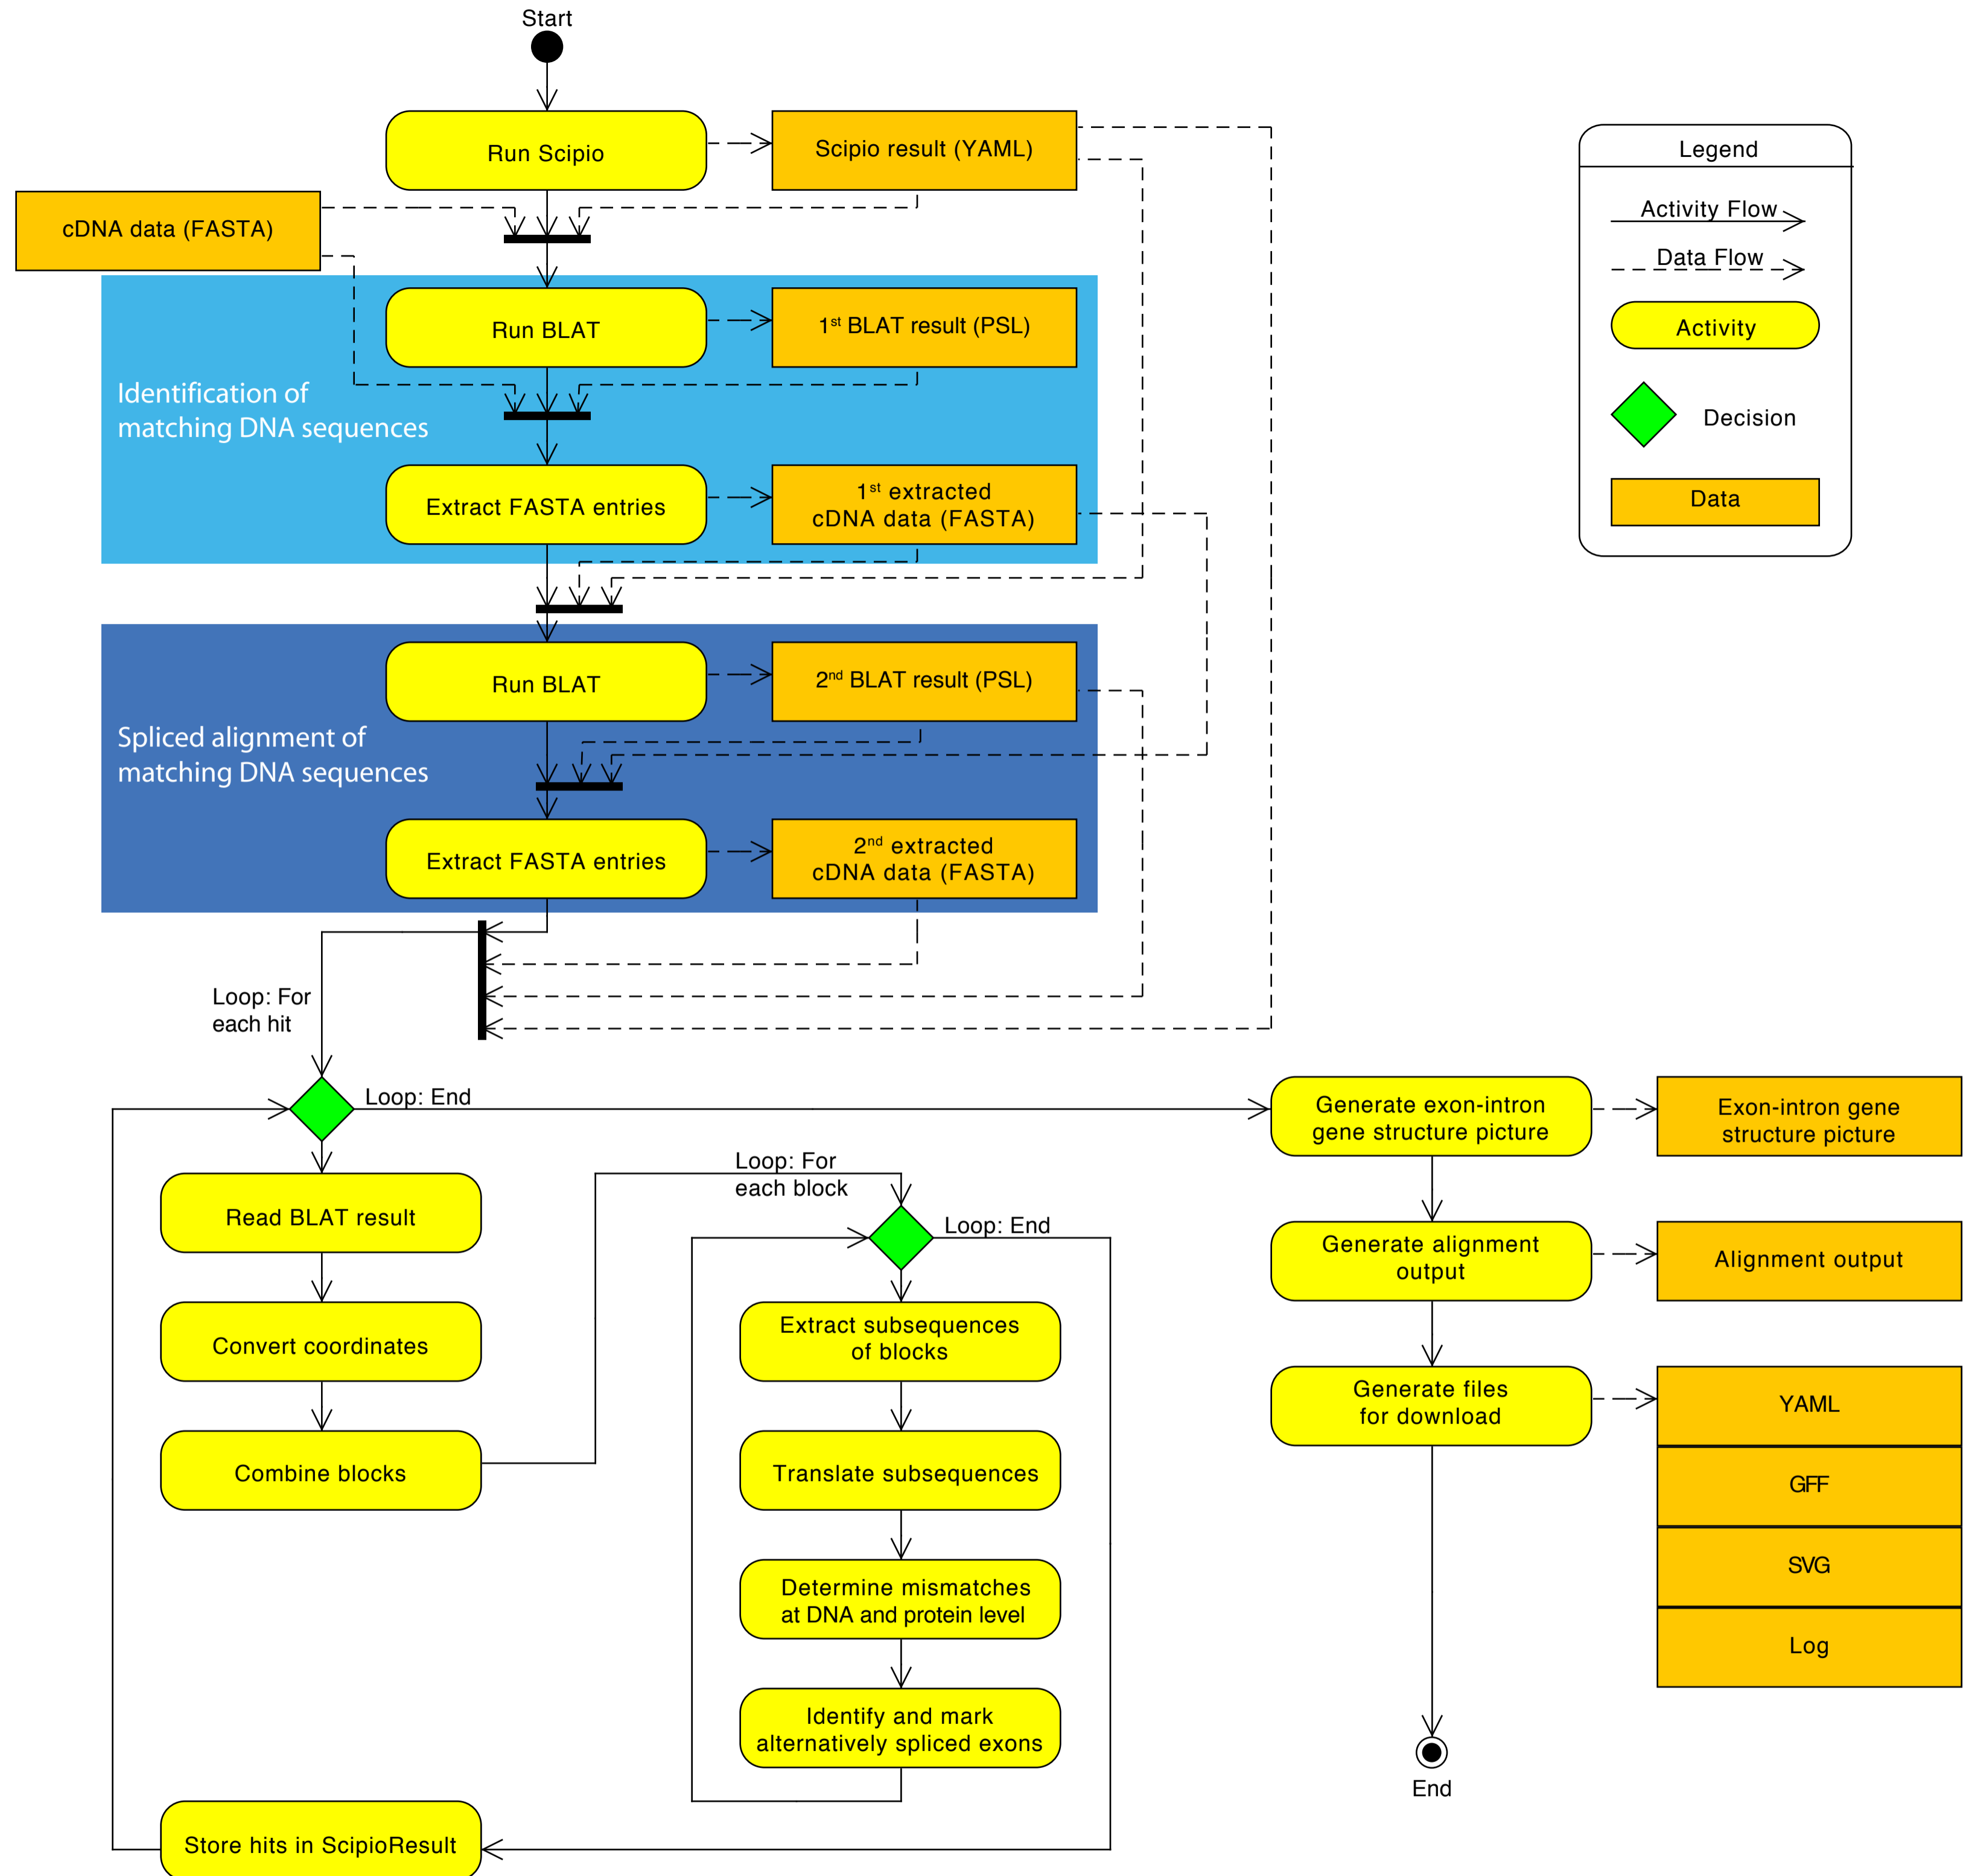 Start
Run Scipio
Scipio result (YAML)
Legend
Activity Flow
Data Flow
Activity
Decision
Data
cDNA data (FASTA)
Run BLAT
1st BLAT result (PSL)
Identification of
matching DNA sequences
Extract FASTA entries
1st extracted
cDNA data (FASTA)
Run BLAT
2nd BLAT result (PSL)
Spliced alignment of
matching DNA sequences
Extract FASTA entries
2nd extracted
cDNA data (FASTA)
Loop: For
each hit
Loop: End
Read BLAT result
Convert coordinates
Combine blocks
Loop: For
each block
Loop: End
Extract subsequences
of blocks
Translate subsequences
Determine mismatches
at DNA and protein level
Identify and mark
alternatively spliced exons
Store hits in ScipioResult
Generate exon-intron
gene structure picture
Exon-intron gene
structure picture
Generate alignment
output
Alignment output
Generate files
for download
YAML
GFF
SVG
Log
End